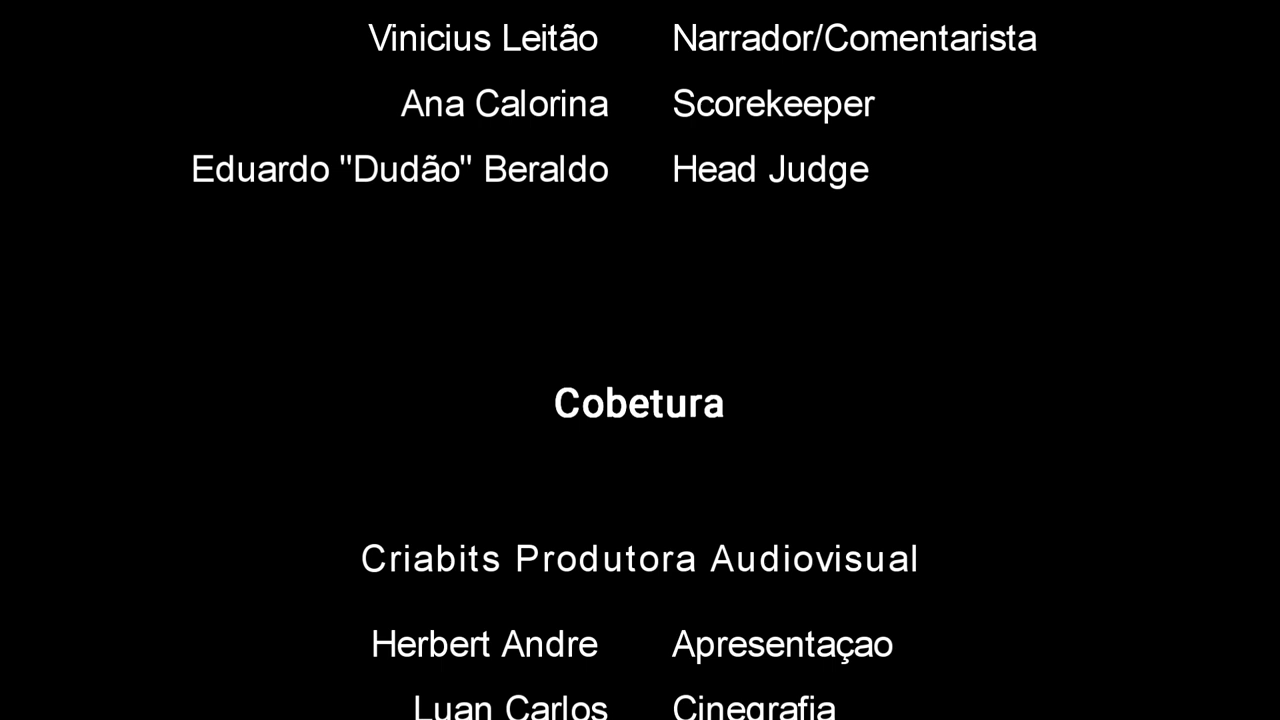 Vinicius Leitão Narrador/Comentarista
Ana Calorina Scorekeeper
Eduardo "Dudão" Beraldo Head Judge
Cobetura
Criabits Produtora Audiovisual
Herbert Andre Apresentaçao
Luan Carlos Cinegrafia